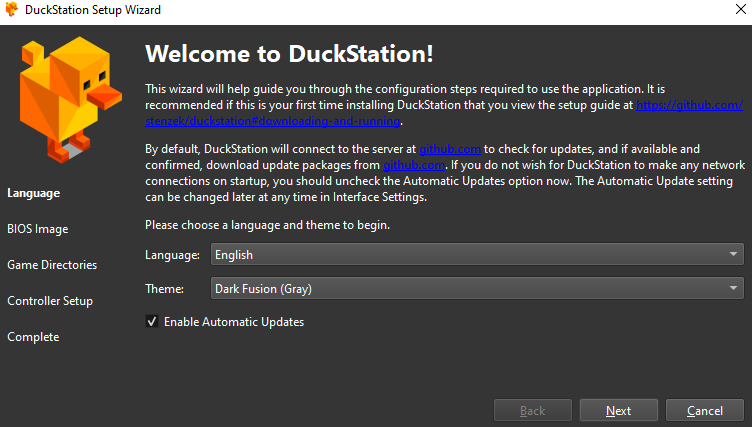 DuckStation Setup Wizard
Welcome to DuckStation!
This wizard will help guide you through the configuration steps required to use the application. It is
recommended if this is your first time installing DuckStation that you view the setup guide at https://github.com/
stenzek/duckstation#downloading-and-running.
By default, DuckStation will connect to the server at github.com to check for updates, and if available and
confirmed, download update packages from github.com. If you do not wish for DuckStation to make any network
connections on startup, you should uncheck the Automatic Updates option now. The Automatic Update setting
can be changed later at any time in Interface Settings.
Please choose a language and theme to begin.
Language: English
Theme: Dark Fusion (Gray)
Enable Automatic Updates
Language
BIOS Image
Game Directories
Controller Setup
Complete
Back Next Cancel